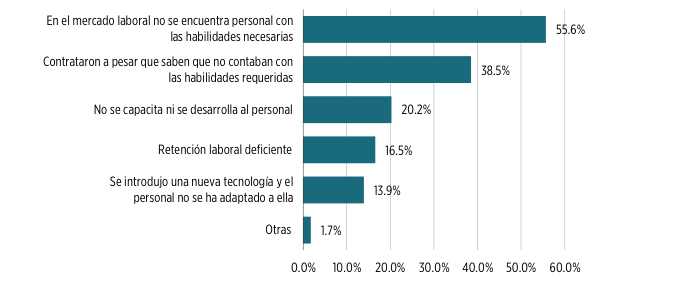 En el mercado laboral no se encuentra personal con
las habilidades necesarias
55.6%
Contrataron a pesar que saben que no contaban con
las habilidades requeridas
38.5%
No se capacita ni se desarrolla al personal
20.2%
Retención laboral deficiente
16.5%
Se introdujo una nueva tecnología y el
personal no se ha adaptado a ella
13.9%
Otras
1.7%
0.0% 10.0% 20.0% 30.0% 40.0% 50.0% 60.0%